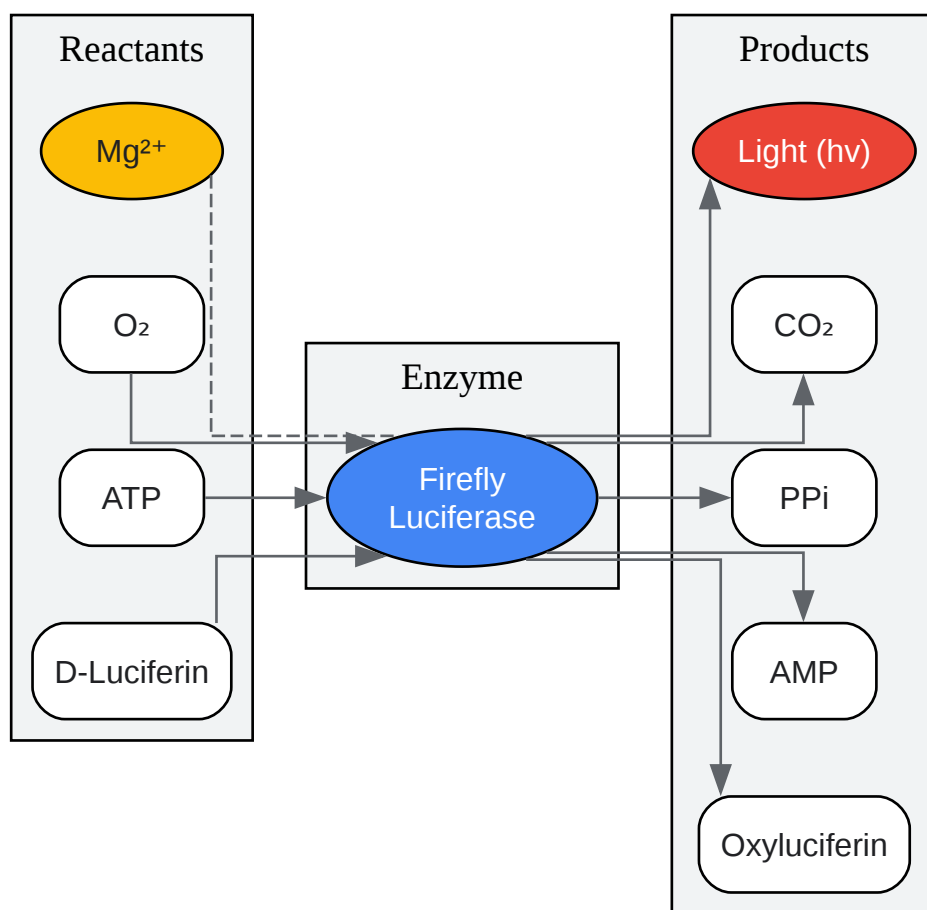 Reactants
Mg²⁺
O₂
ATP
D-Luciferin
Enzyme
Firefly
Luciferase
Products
Light (hv)
CO₂
PPi
AMP
Oxyluciferin